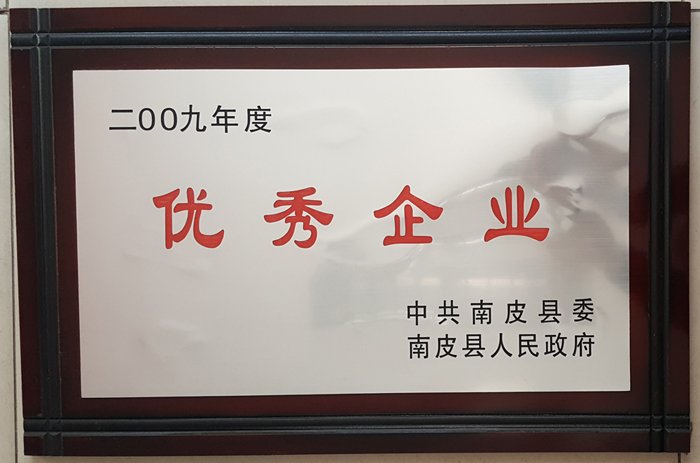 二00九年度
优秀企业
中共南皮县委
南皮县人民政府